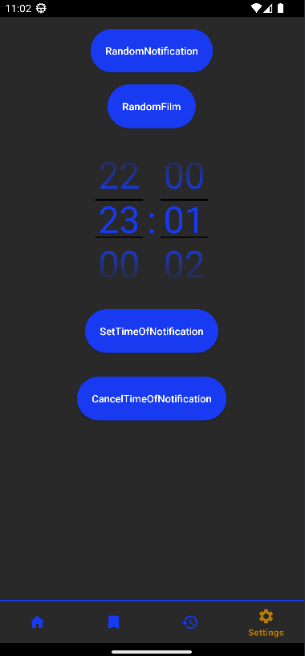 11:02
RandomNotification
RandomFilm
22 00
23 : 01
00 02
SetTimeOfNotification
CancelTimeOfNotification
Settings